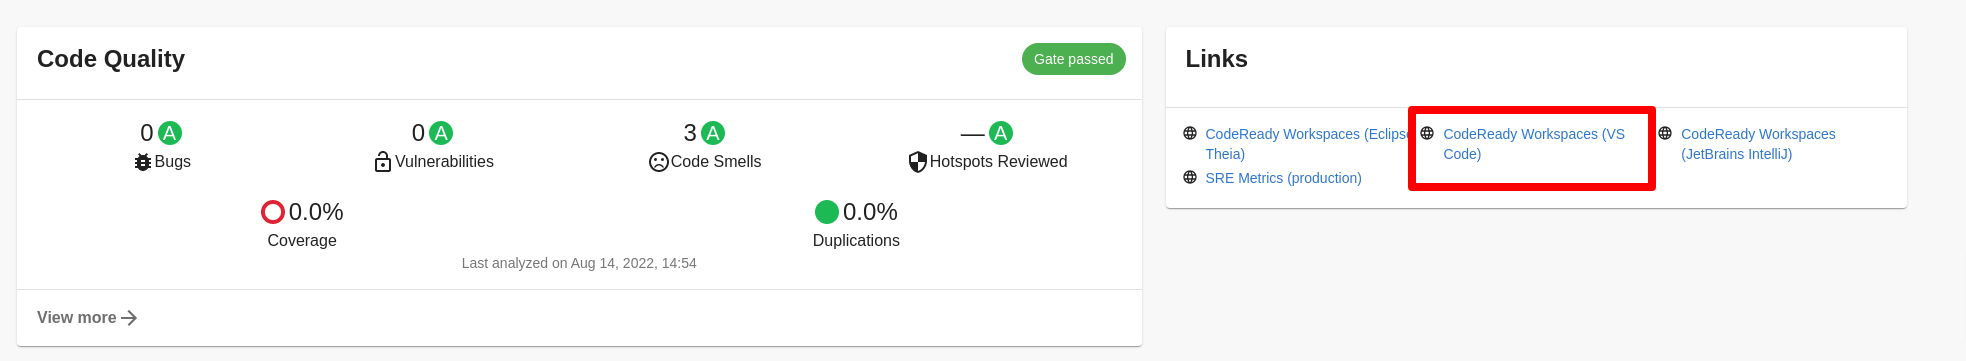 Code Quality
Gate passed
0 A
Bugs
0 A
Vulnerabilities
3 A
Code Smells
— A
Hotspots Reviewed
0.0%
Coverage
0.0%
Duplications
Last analyzed on Aug 14, 2022, 14:54
View more
Links
CodeReady Workspaces (Eclipse
Theia)
CodeReady Workspaces (VS
Code)
CodeReady Workspaces
(JetBrains IntelliJ)
SRE Metrics (production)